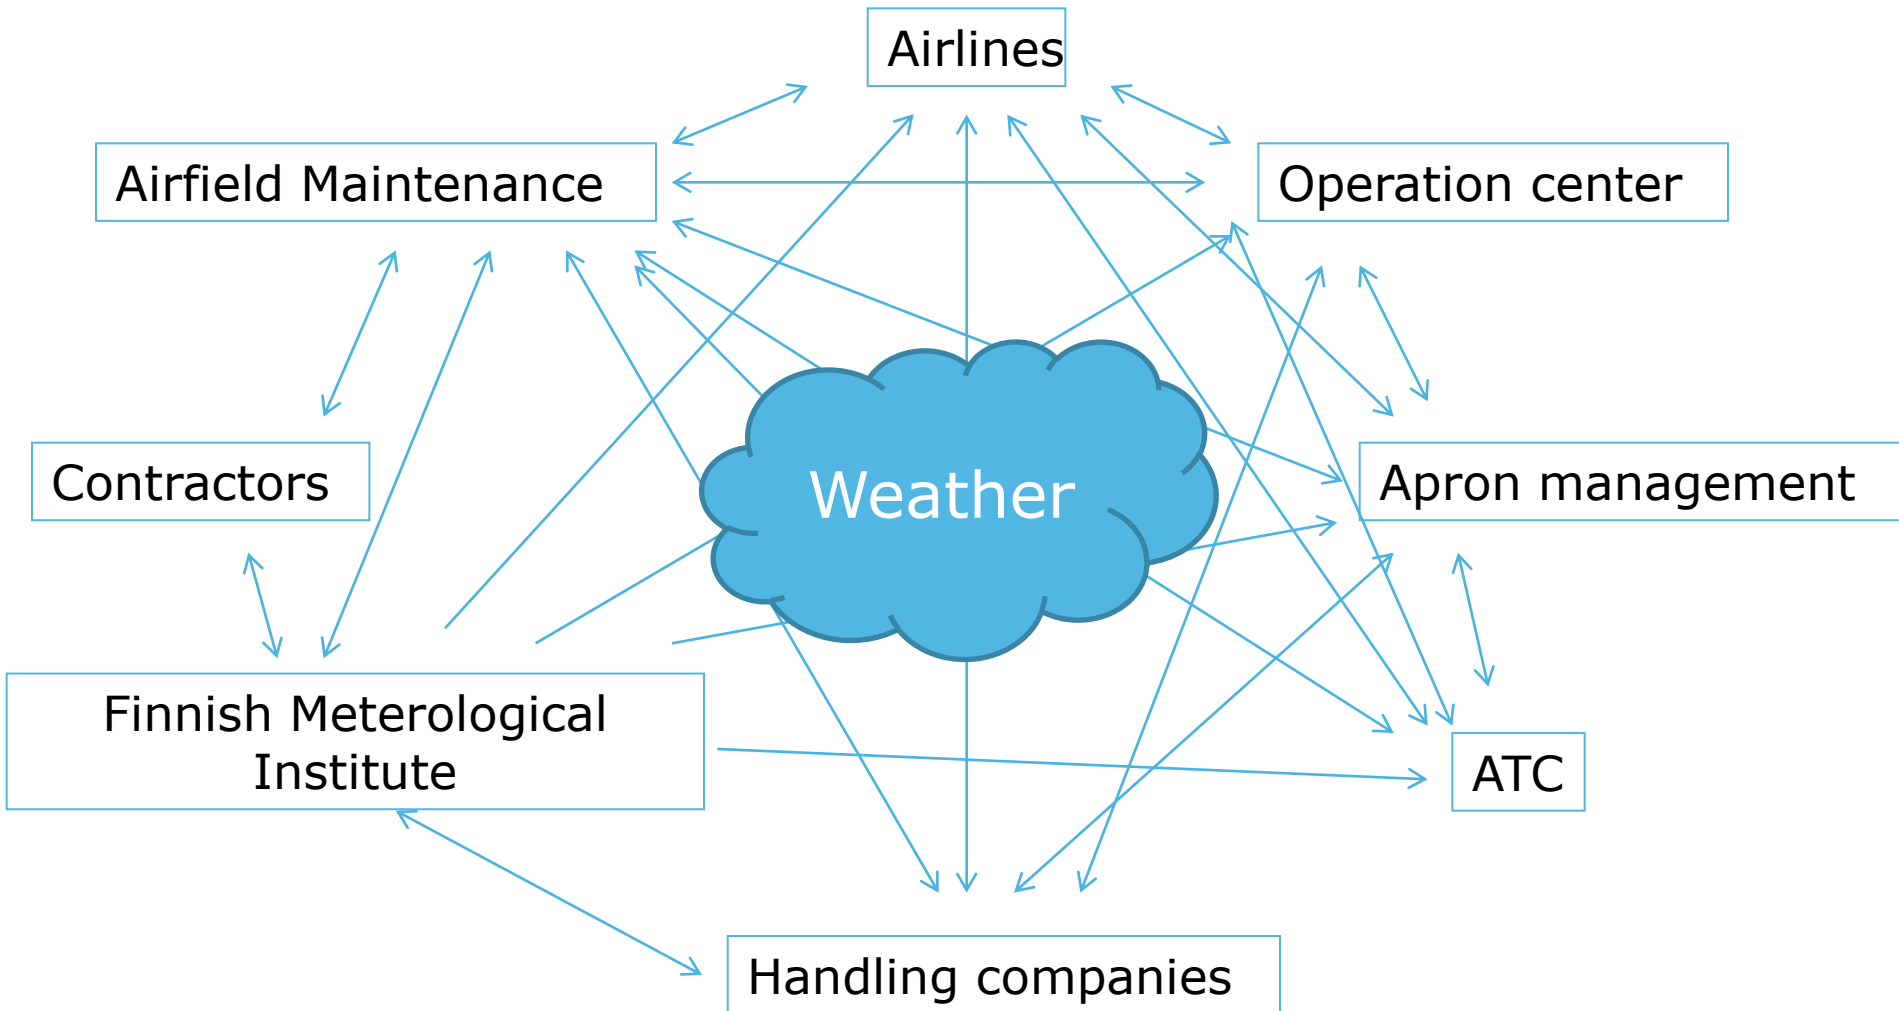 Airlines
Airfield Maintenance
Operation center
Contractors
Weather
Apron management
Finnish Meterological
Institute
ATC
Handling companies